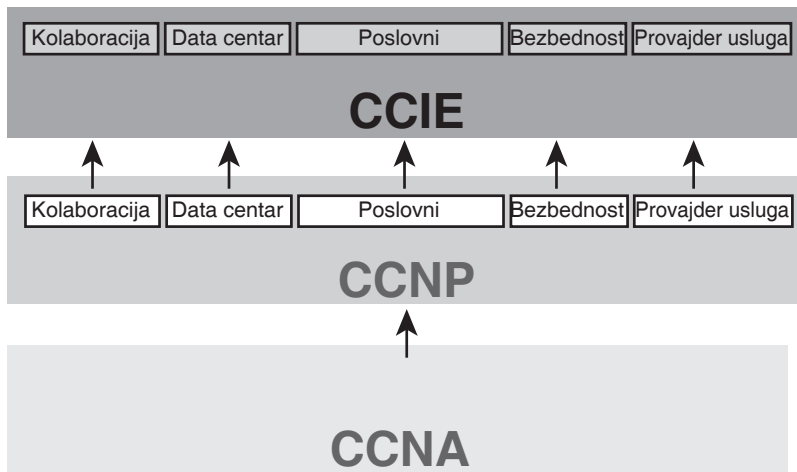 Kolaboracija Data centar Poslovni Bezbednost Provajder usluga
CCIE
Kolaboracija Data centar Poslovni Bezbednost Provajder usluga
CCNP
CCNA